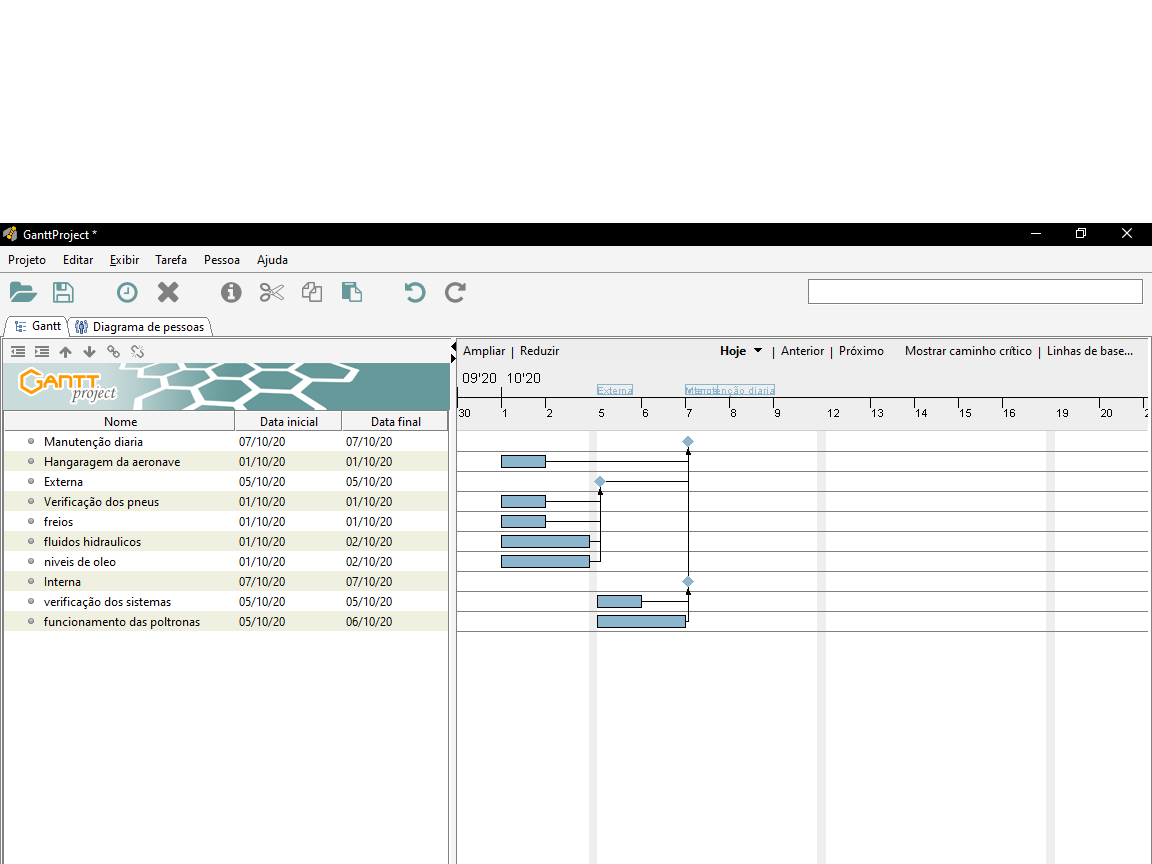 GanttProject *
Projeto Editar Exibir Tarefa Pessoa Ajuda
Gantt Diagrama de pessoas
Ampliar | Reduzir Hoje | Anterior | Próximo Mostrar caminho crítico | Linhas de base...
GANTT
project
09'20 10'20
Externa
30 1 2 5 6 7 8 9 12 13 14 15 16 19 20
Nome Data inicial Data final
Manutenção diaria 07/10/20 07/10/20
Hangaragem da aeronave 01/10/20 01/10/20
Externa 05/10/20 05/10/20
Verificação dos pneus 01/10/20 01/10/20
freios 01/10/20 01/10/20
fluidos hidraulicos 01/10/20 02/10/20
niveis de oleo 01/10/20 02/10/20
Interna 07/10/20 07/10/20
verificação dos sistemas 05/10/20 05/10/20
funcionamento das poltronas 05/10/20 06/10/20